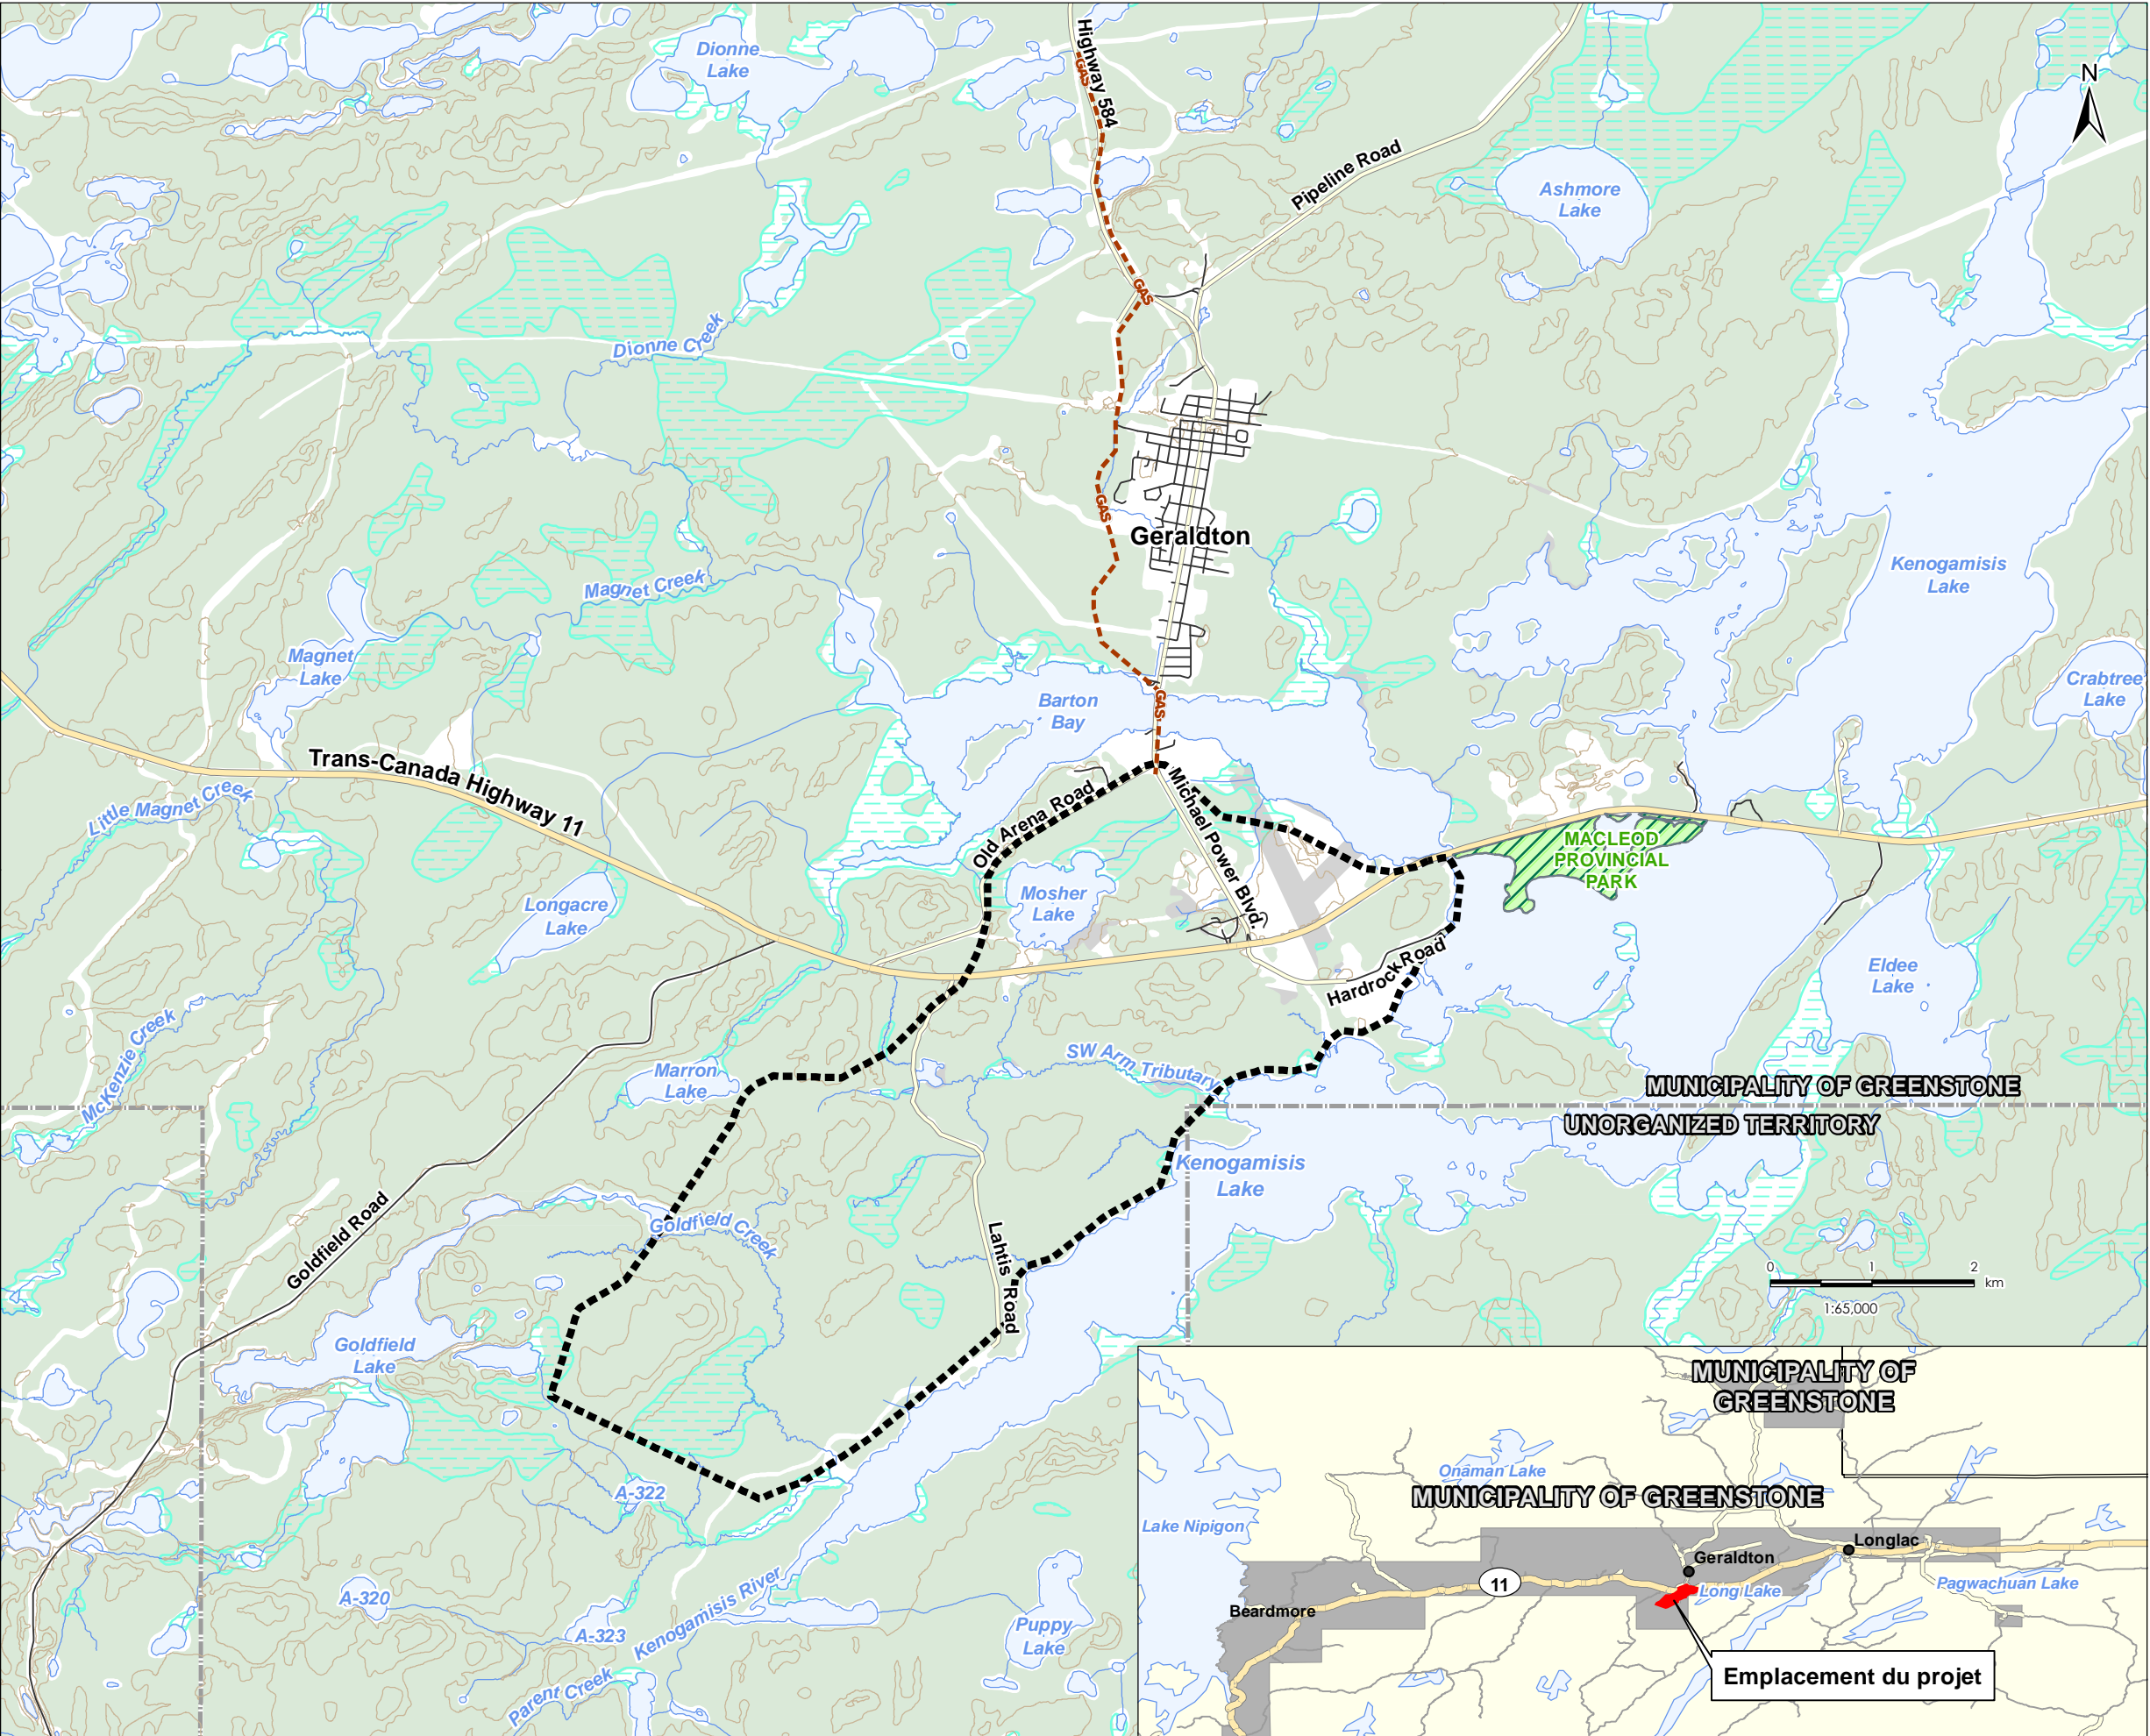 Dionne
Lake
Highway 584
GAS
N
Pipeline Road
Ashmore
Lake
GAS
Dionne Creek
GAS
Geraldton
Kenogamisis
Lake
Magnet Creek
Magnet
Lake
Crabtree
Lake
Barton
Bay
GAS
Trans-Canada Highway 11
Little Magnet Creek
Old Arena Road
Michael Power Blvd.
MACLEOD
PROVINCIAL
PARK
Mosher
Lake
Longacre
Lake
Hardrock Road
Eldee
Lake
McKenzie Creek
Marron
Lake
SW Arm Tributary
MUNICIPALITY OF GREENSTONE
UNORGANIZED TERRITORY
Kenogamisis
Lake
Goldfield Road
Goldfield Creek
Lahtis Road
0 1 2
km
1:65,000
Goldfield
Lake
A-322
A-320
A-323
Kenogamisis River
Parent Creek
Puppy
Lake
MUNICIPALITY OF
GREENSTONE
Onaman Lake
MUNICIPALITY OF GREENSTONE
Lake Nipigon
Longlac
Geraldton
11
Long Lake
Pagwachuan Lake
Beardmore
Emplacement du projet